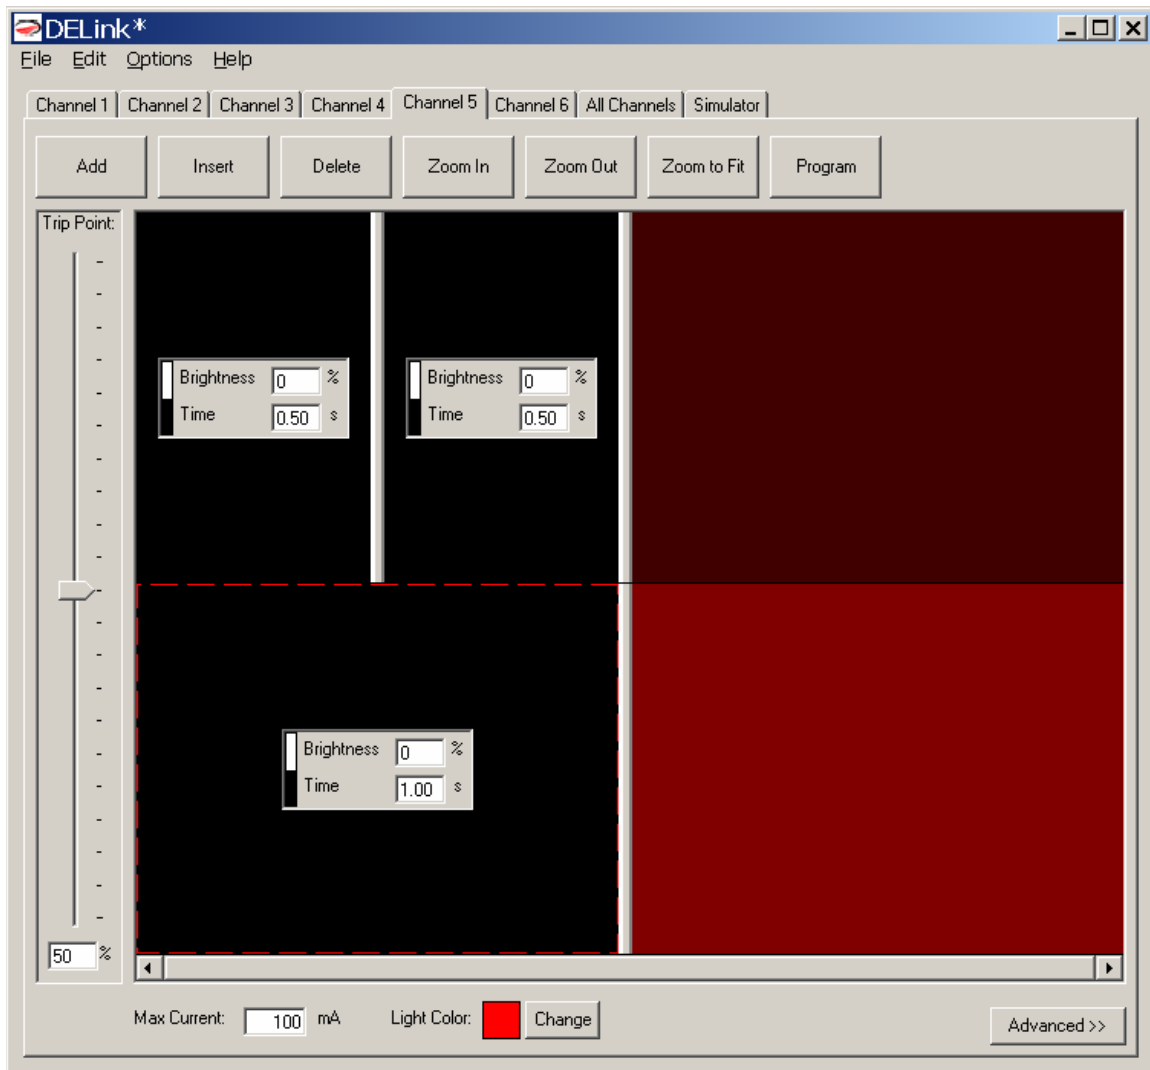 DELink*
File Edit Options Help
Channel 1 Channel 2 Channel 3 Channel 4 Channel 5 Channel 6 All Channels Simulator
Add Insert Delete Zoom In Zoom Out Zoom to Fit Program
Trip Point:
Brightness 0 % Brightness 0 %
Time 0.50 s Time 0.50 s
Brightness 0 %
Time 1.00 s
50 %
Max Current: 100 mA Light Color: Change Advanced >>